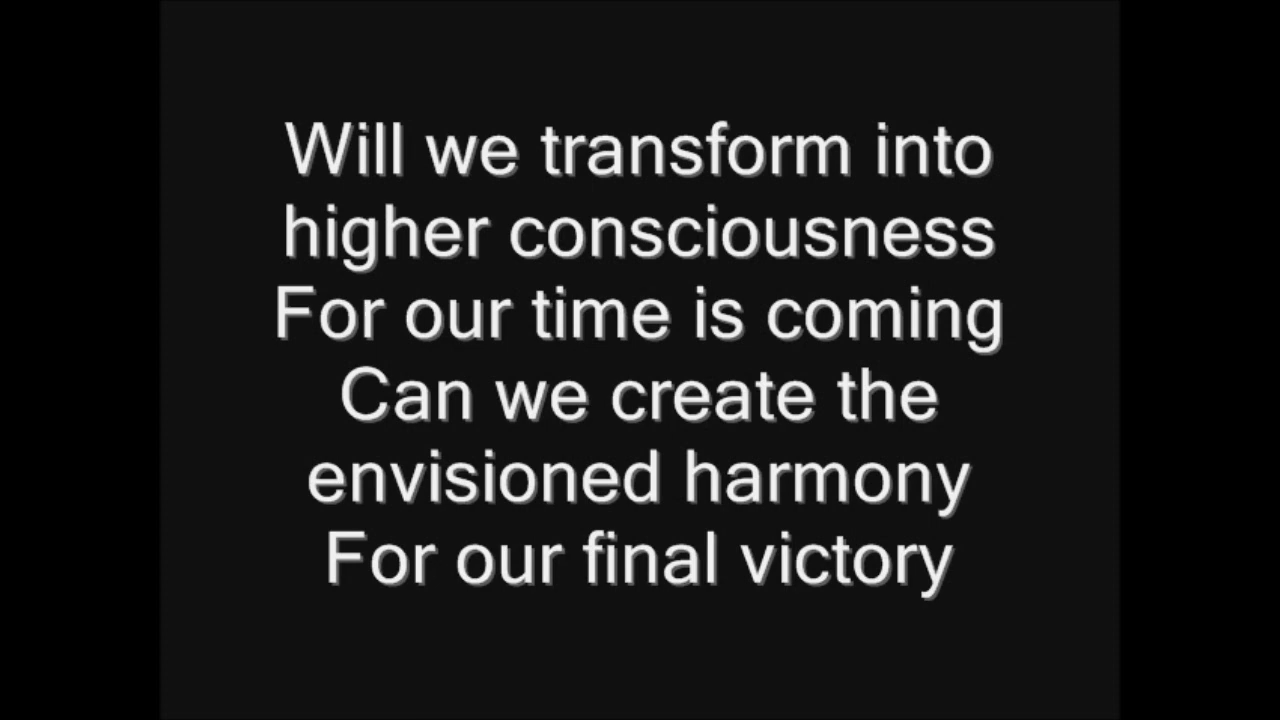 Will we transform into
higher consciousness
For our time is coming
Can we create the
envisioned harmony
For our final victory